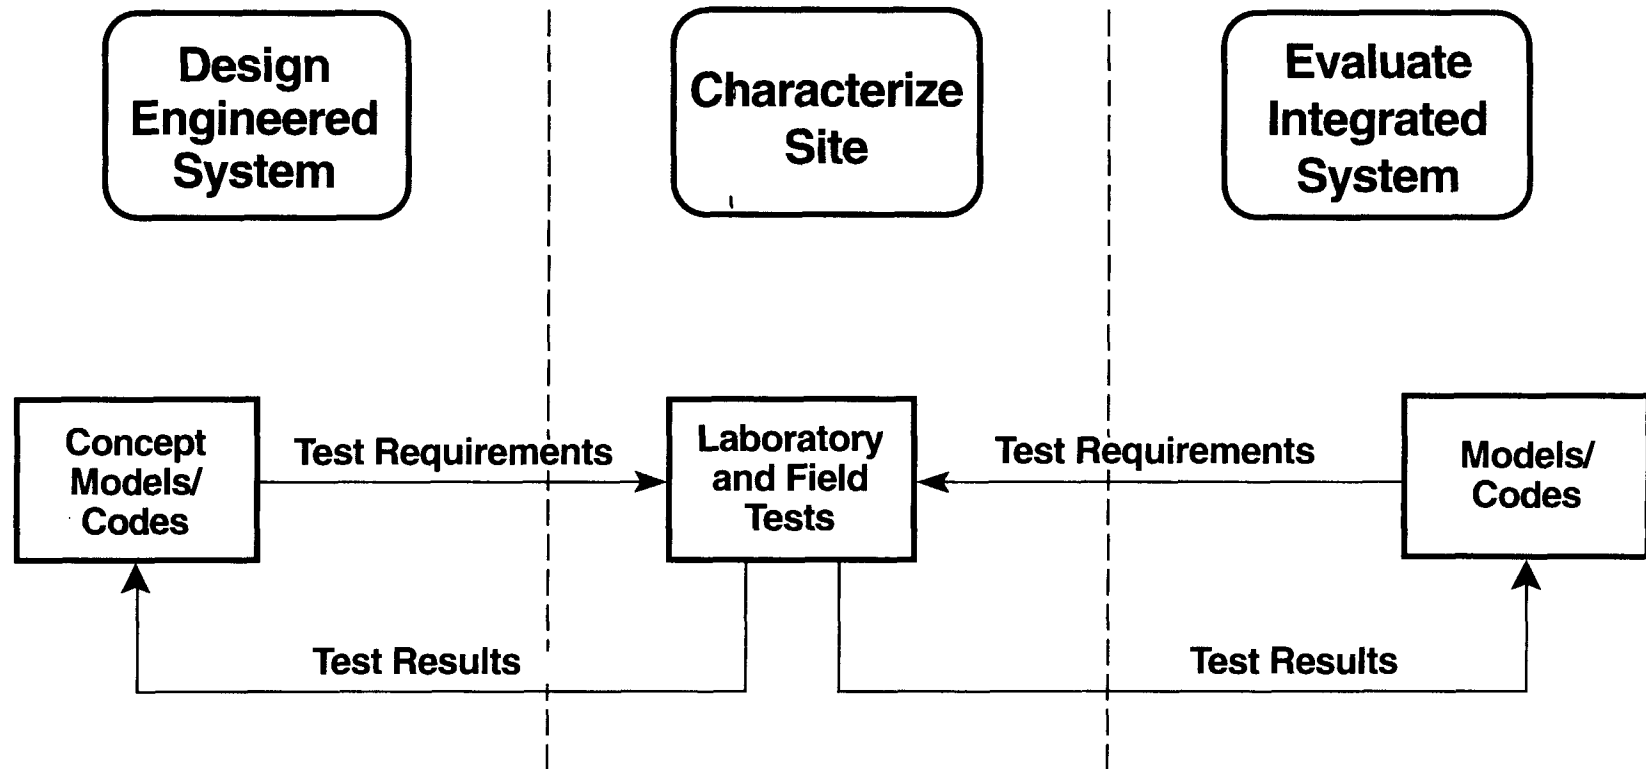 Design
Engineered
System
Characterize
Site
Evaluate
Integrated
System
Concept
Models/
Codes
Test Requirements
Laboratory
and Field
Tests
Test Requirements
Models/
Codes
Test Results
Test Results